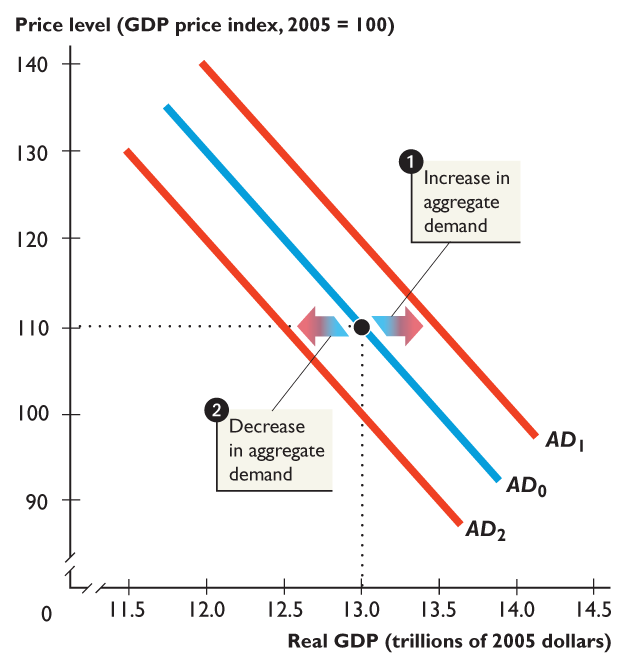 Price level (GDP price index, 2005 = 100)
140
130
120
110
100
90
0
1
Increase in
aggregate
demand
2
Decrease
in aggregate
demand
AD1
AD0
AD2
11.5 12.0 12.5 13.0 13.5 14.0 14.5
Real GDP (trillions of 2005 dollars)